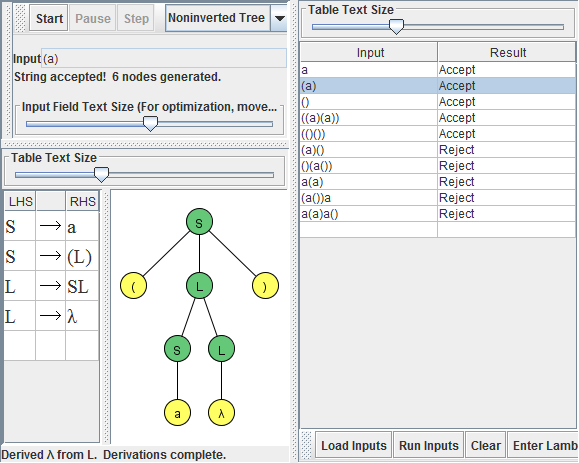 Start Pause Step Noninverted Tree
Input (a)
String accepted! 6 nodes generated.
Input Field Text Size (For optimization, move...
Table Text Size
LHS RHS
S → a
S → (L)
L → SL
L → λ
S
( L )
S L
a λ
Derived λ from L. Derivations complete.
Table Text Size
Input Result
a Accept
(a) Accept
() Accept
((a)(a)) Accept
(()()) Accept
(a)() Reject
()(a()) Reject
a(a) Reject
(a())a Reject
a(a)a() Reject
Load Inputs Run Inputs Clear Enter Lamb